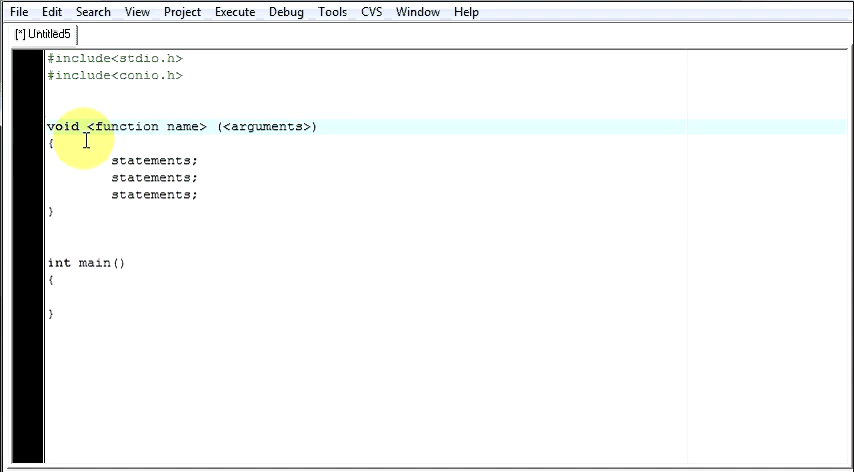 File Edit Search View Project Execute Debug Tools CVS Window Help
[*] Untitled5
#include<stdio.h>
#include<conio.h>
void <function name> (<arguments>)
{
statements;
statements;
statements;
}
int main()
{
}